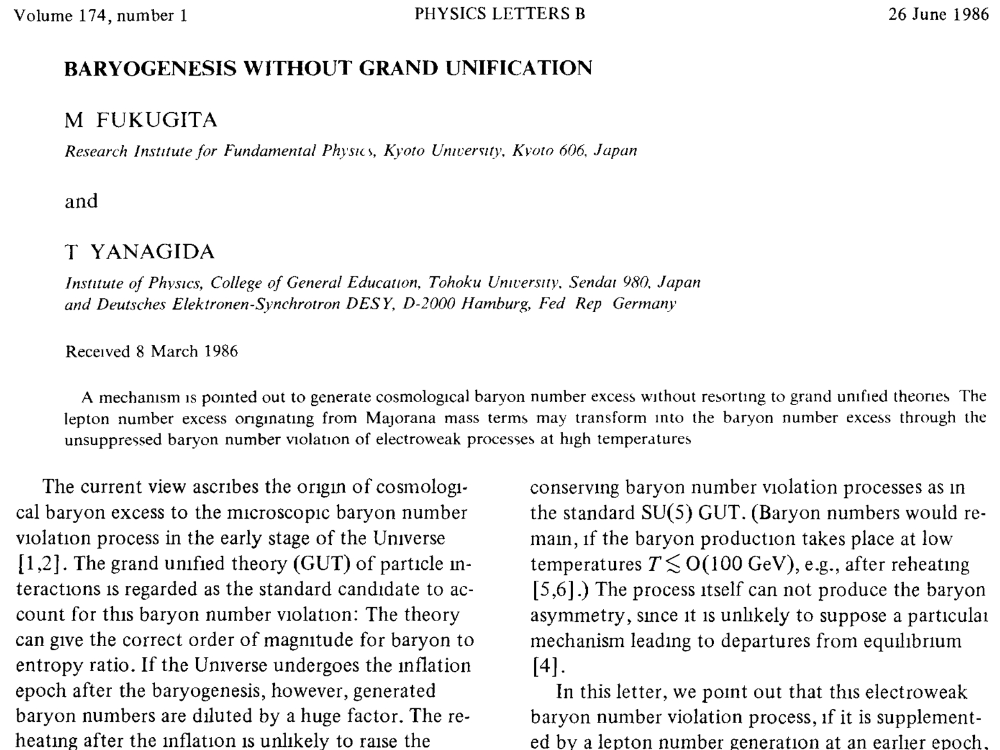 Volume 174, number 1
PHYSICS LETTERS B
26 June 1986
BARYOGENESIS WITHOUT GRAND UNIFICATION
M FUKUGITA
Research Institute for Fundamental Physics, Kyoto University, Kyoto 606, Japan
and
T YANAGIDA
Institute of Physics, College of General Education, Tohoku University, Sendai 980, Japan
and Deutsches Elektronen-Synchrotron DESY, D-2000 Hamburg, Fed Rep Germany
Received 8 March 1986
A mechanism is pointed out to generate cosmological baryon number excess without resorting to grand unified theories The
lepton number excess originating from Majorana mass terms may transform into the baryon number excess through the
unsuppressed baryon number violation of electroweak processes at high temperatures
The current view ascribes the origin of cosmologi-
cal baryon excess to the microscopic baryon number
violation process in the early stage of the Universe
[1,2]. The grand unified theory (GUT) of particle in-
teractions is regarded as the standard candidate to ac-
count for this baryon number violation: The theory
can give the correct order of magnitude for baryon to
entropy ratio. If the Universe undergoes the inflation
epoch after the baryogenesis, however, generated
baryon numbers are diluted by a huge factor. The re-
heating after the inflation is unlikely to raise the
conserving baryon number violation processes as in
the standard SU(5) GUT. (Baryon numbers would re-
main, if the baryon production takes place at low
temperatures T ≲ O(100 GeV), e.g., after reheating
[5,6].) The process itself can not produce the baryon
asymmetry, since it is unlikely to suppose a particular
mechanism leading to departures from equilibrium
[4].
In this letter, we point out that this electroweak
baryon number violation process, if it is supplement-
ed by a lepton number generation at an earlier epoch,